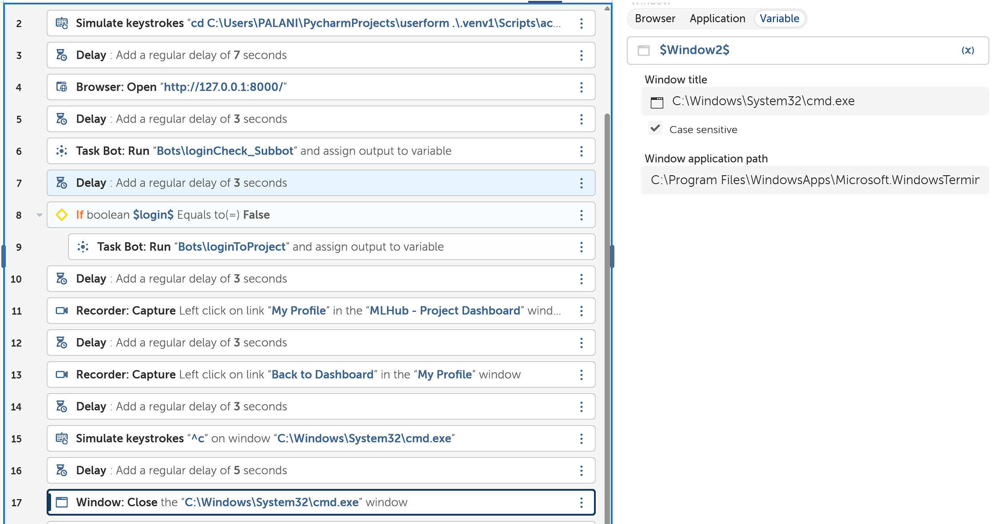 2 Simulate keystrokes “cd C:\Users\PALANI\PycharmProjects\userform .\.venv1\Scripts\ac...
3 Delay : Add a regular delay of 7 seconds
4 Browser: Open “http://127.0.0.1:8000/”
5 Delay : Add a regular delay of 3 seconds
6 Task Bot: Run “Bots\loginCheck_Subbot” and assign output to variable
7 Delay : Add a regular delay of 3 seconds
8 If boolean $login$ Equals to(=) False
9 Task Bot: Run “Bots\loginToProject” and assign output to variable
10 Delay : Add a regular delay of 3 seconds
11 Recorder: Capture Left click on link “My Profile” in the “MLHub - Project Dashboard” wind...
12 Delay : Add a regular delay of 3 seconds
13 Recorder: Capture Left click on link “Back to Dashboard” in the “My Profile” window
14 Delay : Add a regular delay of 3 seconds
15 Simulate keystrokes “^c” on window “C:\Windows\System32\cmd.exe”
16 Delay : Add a regular delay of 5 seconds
17 Window: Close the “C:\Windows\System32\cmd.exe” window
Window
Browser Application Variable
$Window2$ (x)
Window title
C:\Windows\System32\cmd.exe
Case sensitive
Window application path
C:\Program Files\WindowsApps\Microsoft.WindowsTermin